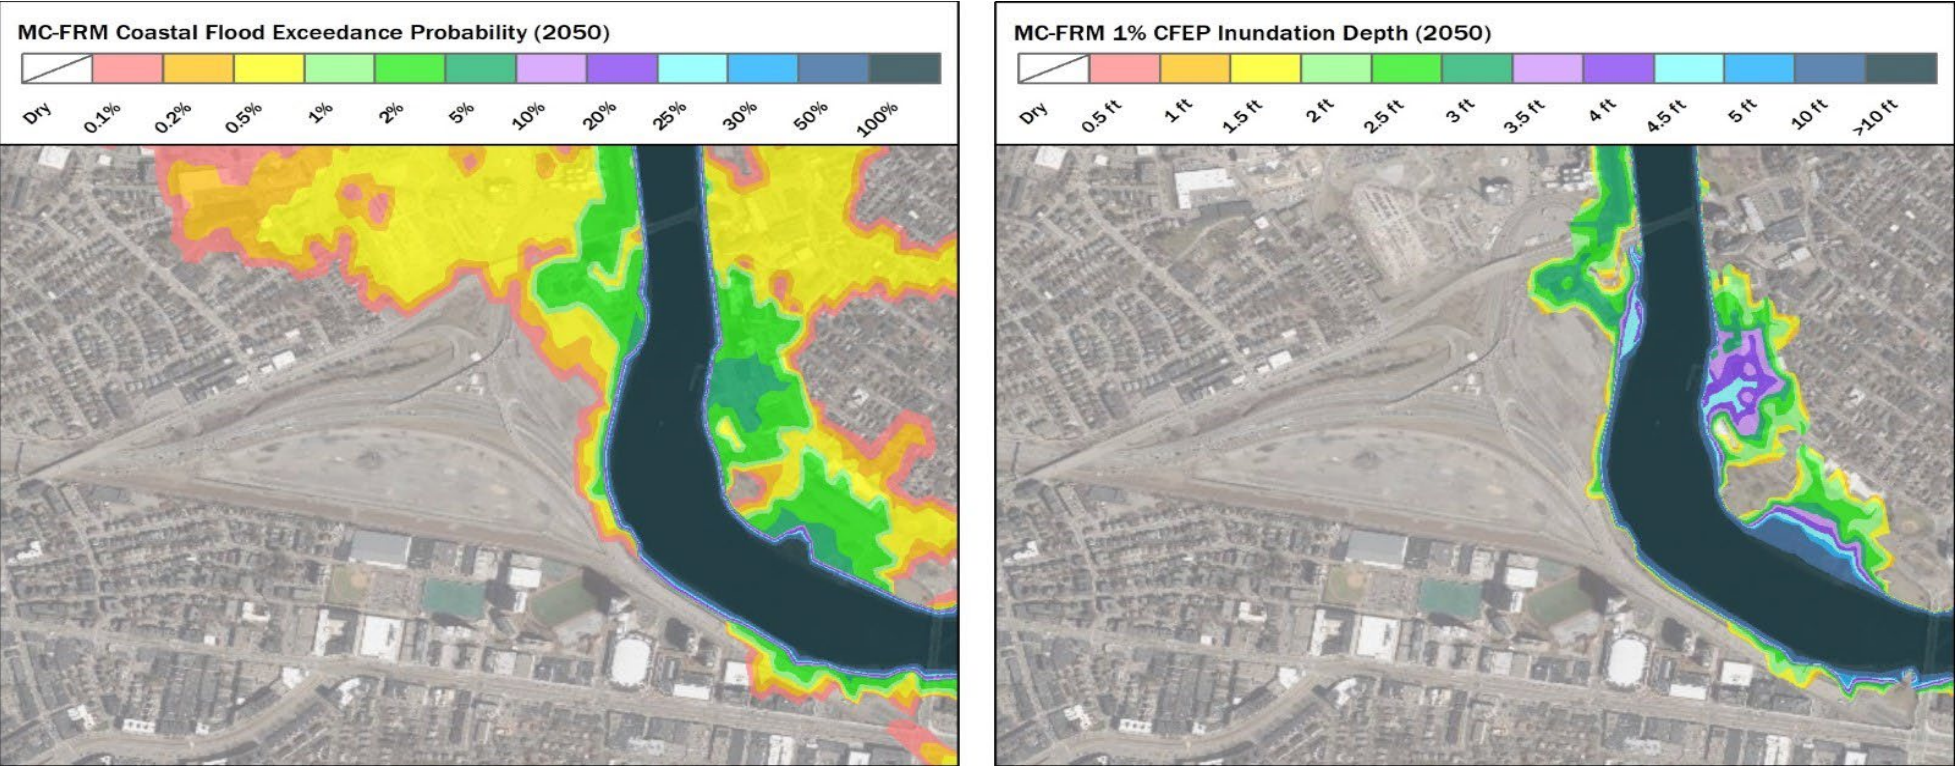 MC-FRM Coastal Flood Exceedance Probability (2050)
Dry 0.1% 0.2% 0.5% 1% 2% 5% 10% 20% 25% 30% 50% 100%
MC-FRM 1% CFEP Inundation Depth (2050)
Dry 0.5 ft 1 ft 1.5 ft 2 ft 2.5 ft 3 ft 3.5 ft 4 ft 4.5 ft 5 ft 10 ft >10 ft